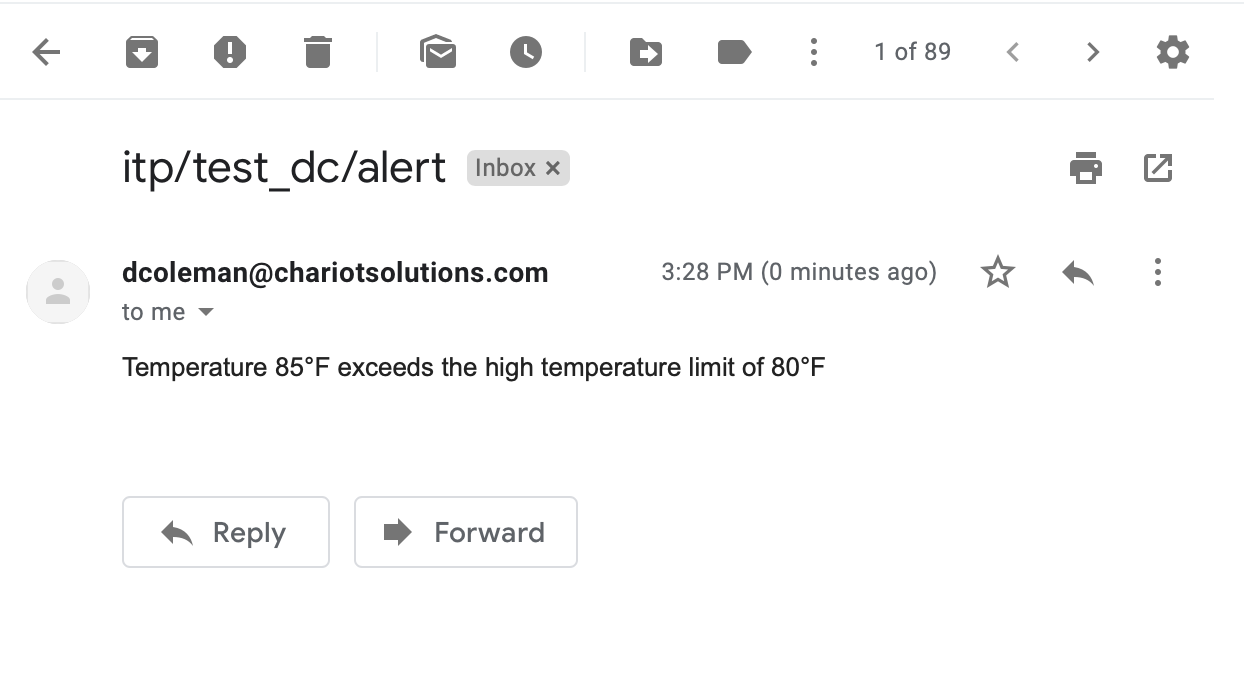 1 of 89
itp/test_dc/alert Inbox ×
dcoleman@chariotsolutions.com 3:28 PM (0 minutes ago)
to me
Temperature 85°F exceeds the high temperature limit of 80°F
Reply Forward